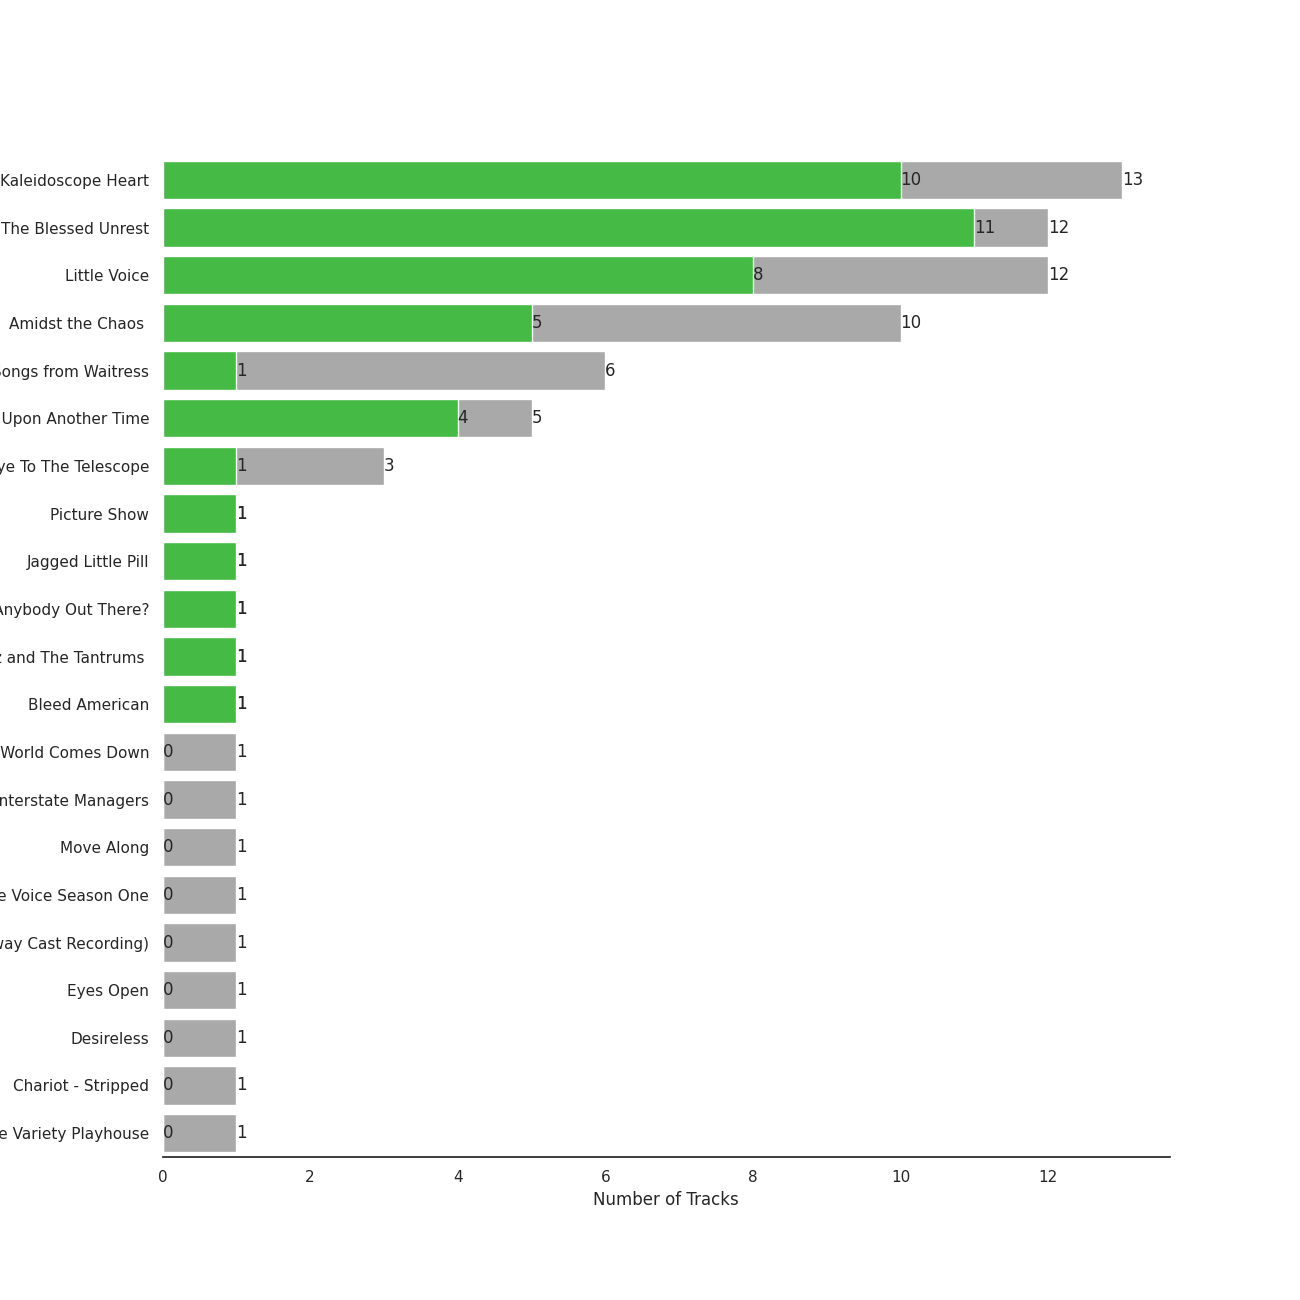 Kaleidoscope Heart 10 13
The Blessed Unrest 11 12
Little Voice 8 12
Amidst the Chaos 5 10
Songs from Waitress 1 6
Upon Another Time 4 5
Eye To The Telescope 1 3
Picture Show 1
Jagged Little Pill 1
Anybody Out There? 1
and The Tantrums 1
Bleed American 1
World Comes Down 0 1
Interstate Managers 0 1
Move Along 0 1
Voice Season One 0 1
Cast Recording) 0 1
Eyes Open 0 1
Desireless 0 1
Chariot - Stripped 0 1
Variety Playhouse 0 1
0 2 4 6 8 10 12
Number of Tracks